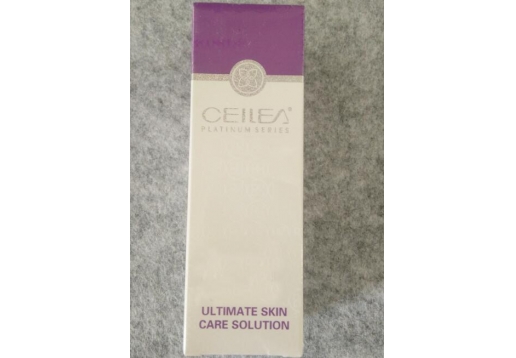 CEILEA®
PLATINUM SERIES
ULTIMATE SKIN
CARE SOLUTION